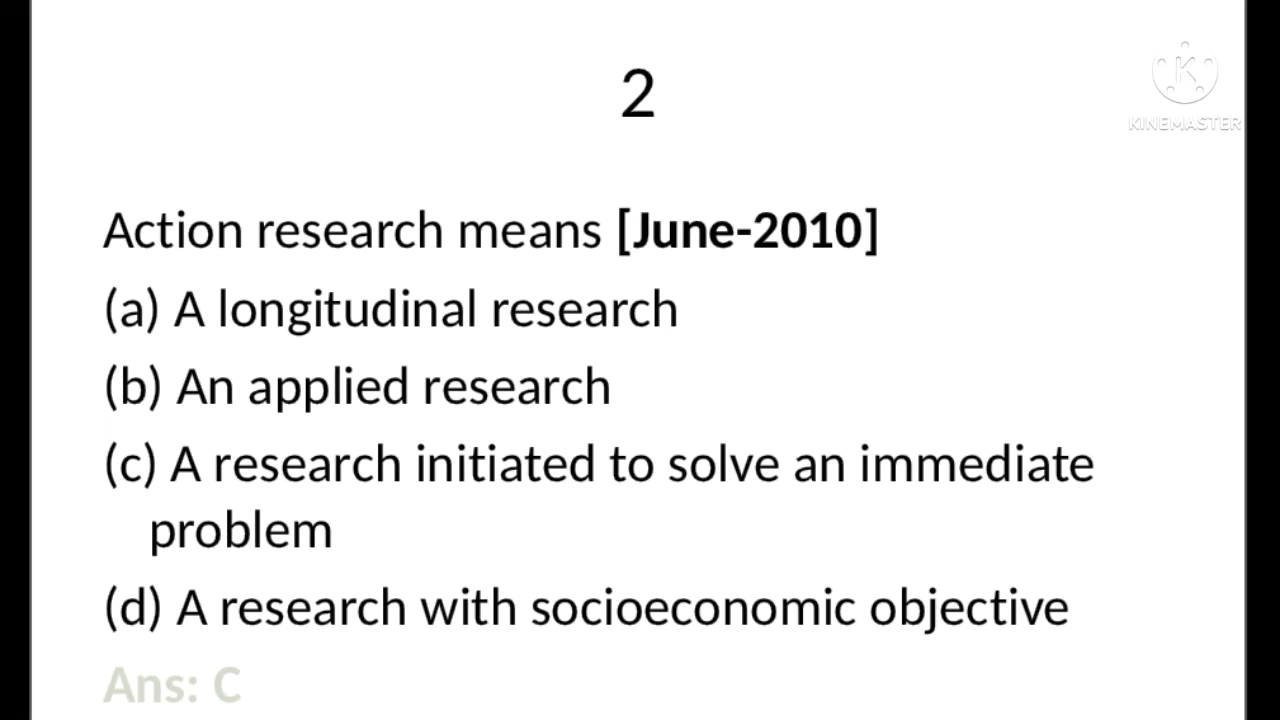 2
KINEMASTER
Action research means [June-2010]
(a) A longitudinal research
(b) An applied research
(c) A research initiated to solve an immediate
problem
(d) A research with socioeconomic objective
Ans: C